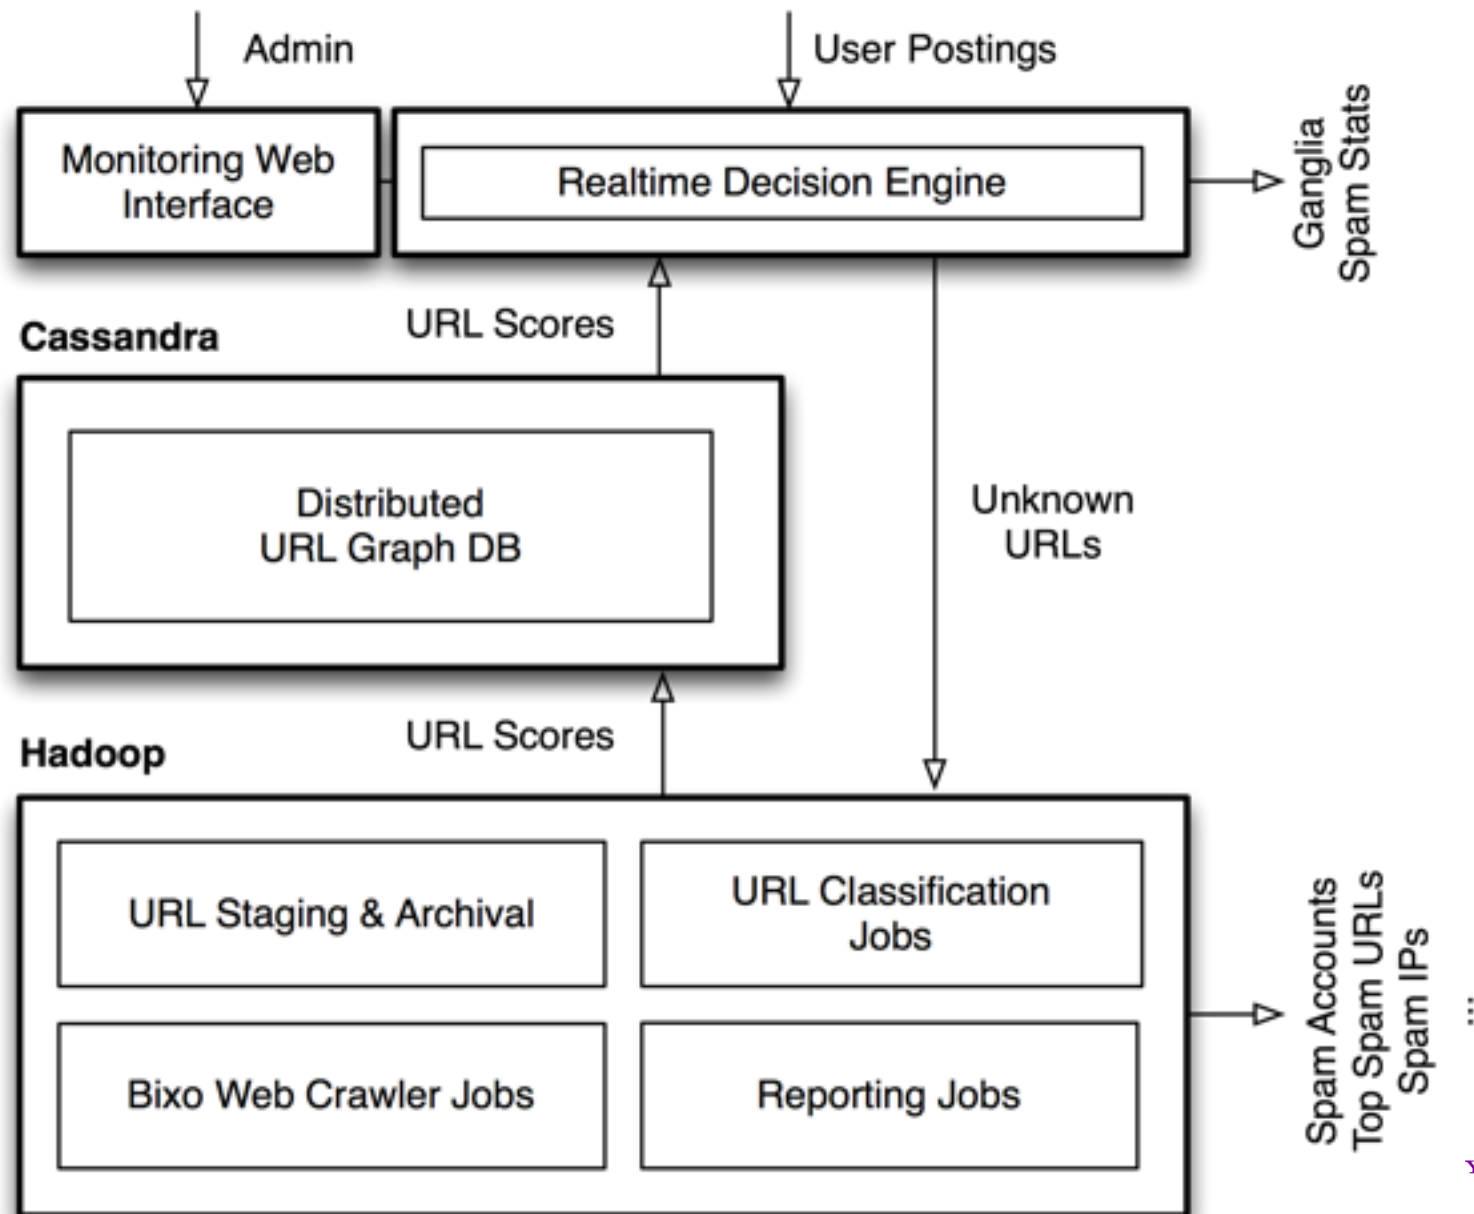 Admin
User Postings
Monitoring Web
Interface
Realtime Decision Engine
Ganglia
Spam Stats
URL Scores
Cassandra
Distributed
URL Graph DB
Unknown
URLs
URL Scores
Hadoop
URL Staging & Archival
URL Classification
Jobs
Bixo Web Crawler Jobs
Reporting Jobs
Spam Accounts
Top Spam URLs
Spam IPs
...